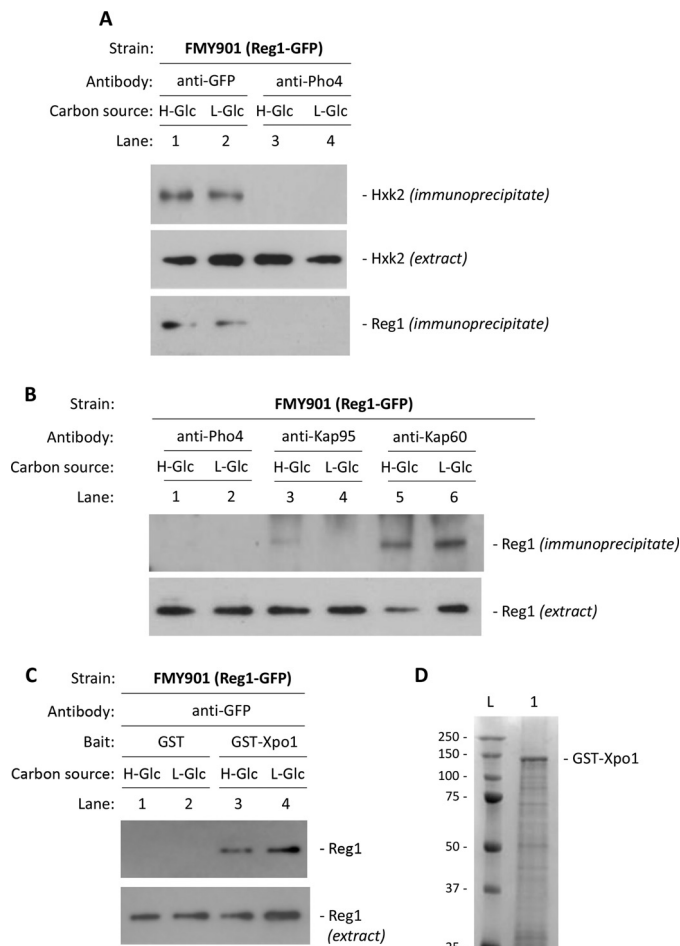 A
Strain: FMY901 (Reg1-GFP)
Antibody: anti-GFP anti-Pho4
Carbon source: H-Glc L-Glc H-Glc L-Glc
Lane: 1 2 3 4
- Hxk2 (immunoprecipitate)
- Hxk2 (extract)
- Reg1 (immunoprecipitate)
B
Strain: FMY901 (Reg1-GFP)
Antibody: anti-Pho4 anti-Kap95 anti-Kap60
Carbon source: H-Glc L-Glc H-Glc L-Glc H-Glc L-Glc
Lane: 1 2 3 4 5 6
- Reg1 (immunoprecipitate)
- Reg1 (extract)
C
Strain: FMY901 (Reg1-GFP)
Antibody: anti-GFP
Bait: GST GST-Xpo1
Carbon source: H-Glc L-Glc H-Glc L-Glc
Lane: 1 2 3 4
- Reg1
- Reg1
(extract)
D
L 1
250 -
150 -
- GST-Xpo1
100 -
75 -
50 -
37 -